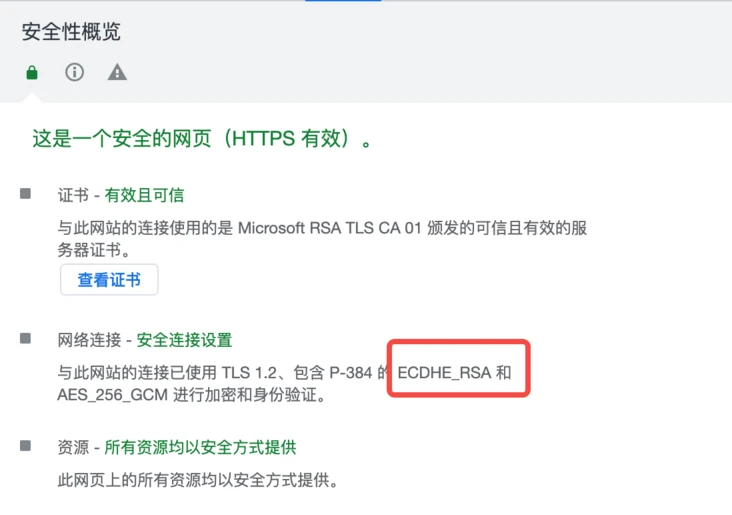 安全性概览
这是一个安全的网页（HTTPS 有效）。
证书 - 有效且可信
与此网站的连接使用的是 Microsoft RSA TLS CA 01 颁发的可信且有效的服
务器证书。
查看证书
网络连接 - 安全连接设置
与此网站的连接已使用 TLS 1.2、包含 P-384 的 ECDHE_RSA 和
AES_256_GCM 进行加密和身份验证。
资源 - 所有资源均以安全方式提供
此网页上的所有资源均以安全方式提供。